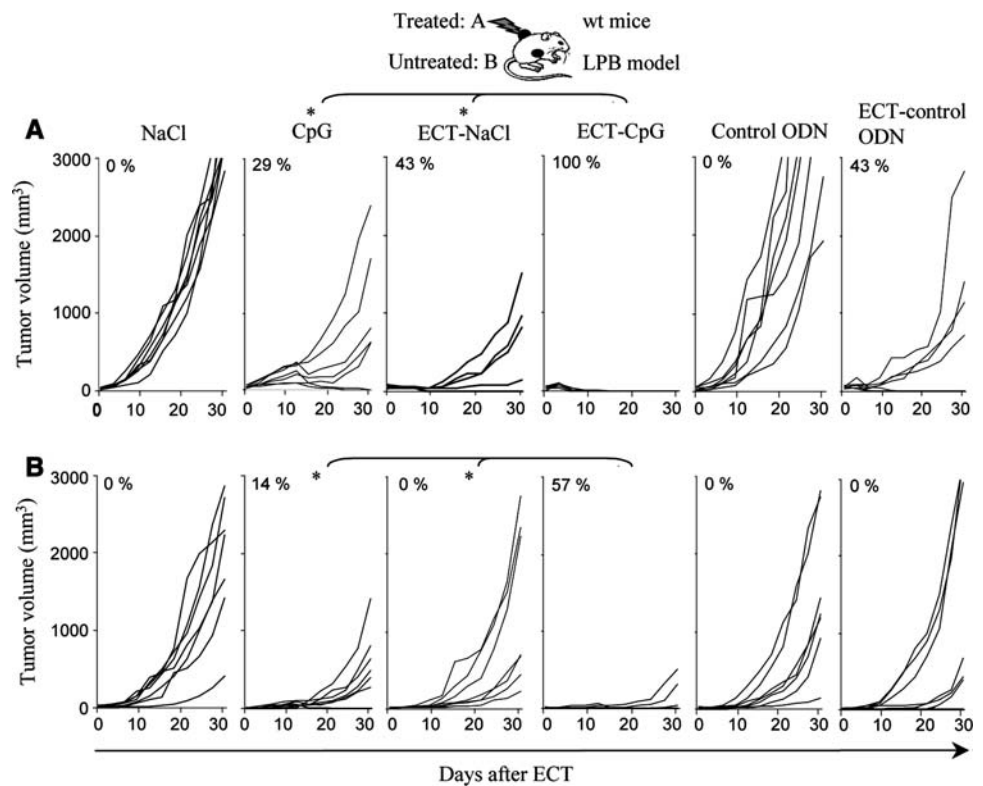 Treated: A wt mice
Untreated: B LPB model
* *
A NaCl CpG ECT-NaCl ECT-CpG Control ODN ECT-control ODN
Tumor volume (mm³)
3000
2000
1000
0
0 % 29 % 43 % 100 % 0 % 43 %
0 10 20 30 0 10 20 30 0 10 20 30 0 10 20 30 0 10 20 30 0 10 20 30
B
* *
Tumor volume (mm³)
3000
2000
1000
0
0 % 14 % 0 % 57 % 0 % 0 %
0 10 20 30 0 10 20 30 0 10 20 30 0 10 20 30 0 10 20 30 0 10 20 30
Days after ECT